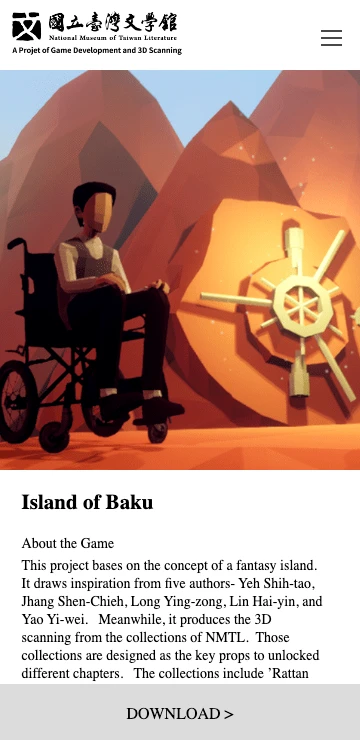 國立臺灣文學館
National Museum of Taiwan Literature
A Projet of Game Development and 3D Scanning
Island of Baku
About the Game
This project bases on the concept of a fantasy island.
It draws inspiration from five authors- Yeh Shih-tao,
Jhang Shen-Chieh, Long Ying-zong, Lin Hai-yin, and
Yao Yi-wei.   Meanwhile, it produces the 3D
scanning from the collections of NMTL.  Those
collections are designed as the key props to unlocked
different chapters.   The collections include ’Rattan
DOWNLOAD >